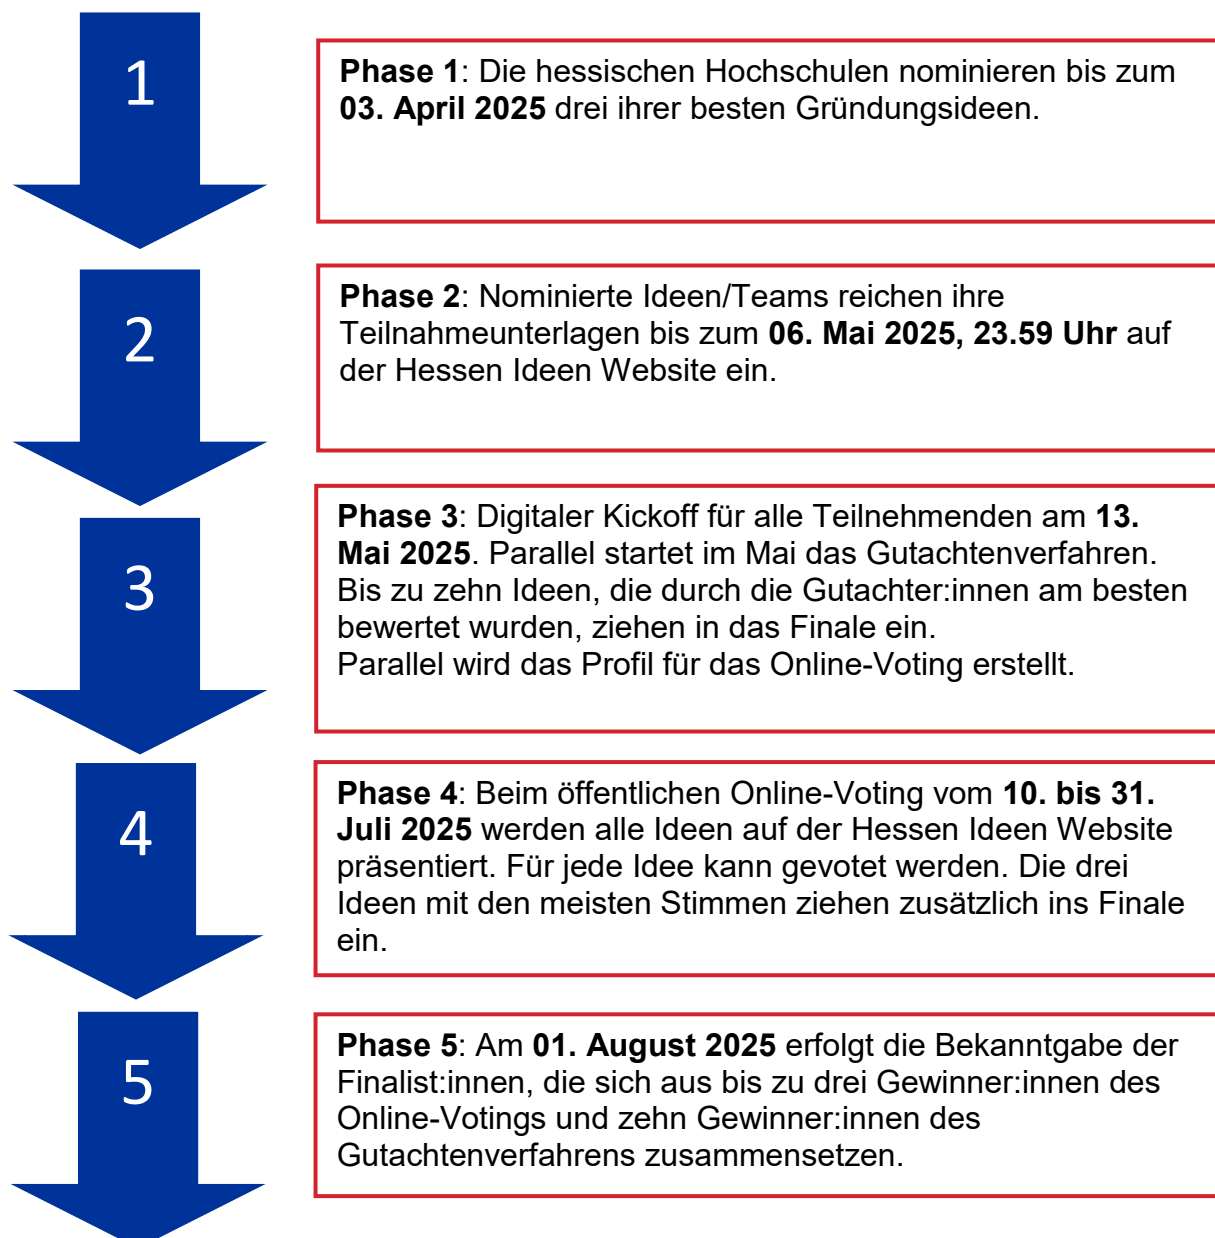 1
Phase 1: Die hessischen Hochschulen nominieren bis zum
03. April 2025 drei ihrer besten Gründungsideen.
2
Phase 2: Nominierte Ideen/Teams reichen ihre
Teilnahmeunterlagen bis zum 06. Mai 2025, 23.59 Uhr auf
der Hessen Ideen Website ein.
3
Phase 3: Digitaler Kickoff für alle Teilnehmenden am 13.
Mai 2025. Parallel startet im Mai das Gutachtenverfahren.
Bis zu zehn Ideen, die durch die Gutachter:innen am besten
bewertet wurden, ziehen in das Finale ein.
Parallel wird das Profil für das Online-Voting erstellt.
4
Phase 4: Beim öffentlichen Online-Voting vom 10. bis 31.
Juli 2025 werden alle Ideen auf der Hessen Ideen Website
präsentiert. Für jede Idee kann gevotet werden. Die drei
Ideen mit den meisten Stimmen ziehen zusätzlich ins Finale
ein.
5
Phase 5: Am 01. August 2025 erfolgt die Bekanntgabe der
Finalist:innen, die sich aus bis zu drei Gewinner:innen des
Online-Votings und zehn Gewinner:innen des
Gutachtenverfahrens zusammensetzen.